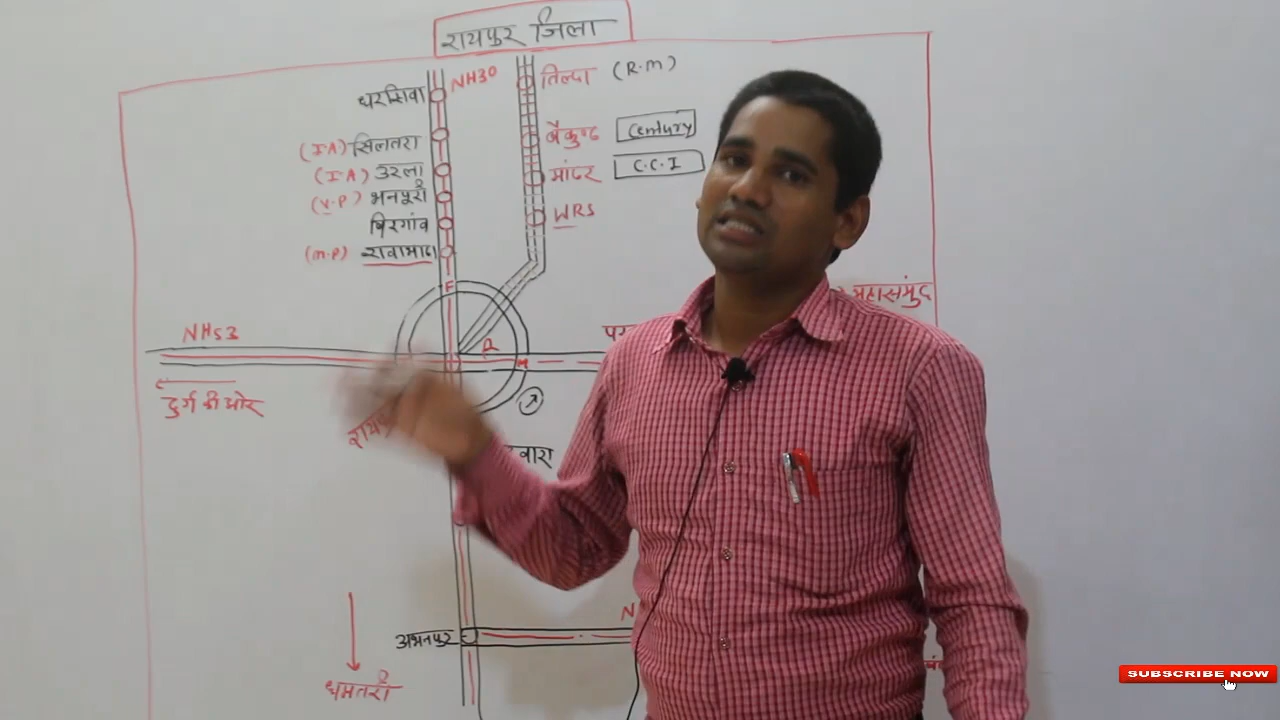 रायपुर जिला
NH30
तिल्दा (R.M)
धरसिवा
बैकुण्ठ Century
(I.A) सिलतरा
मांढर C.C.I
(I.A) उरला
(V.P) भनपुरी
WRS
बिरगांव
(M.P) रावाभाठा
F
महासमुंद
NH53
R
M
दुर्ग की ओर
अभनपुर
धमतरी
SUBSCRIBE NOW